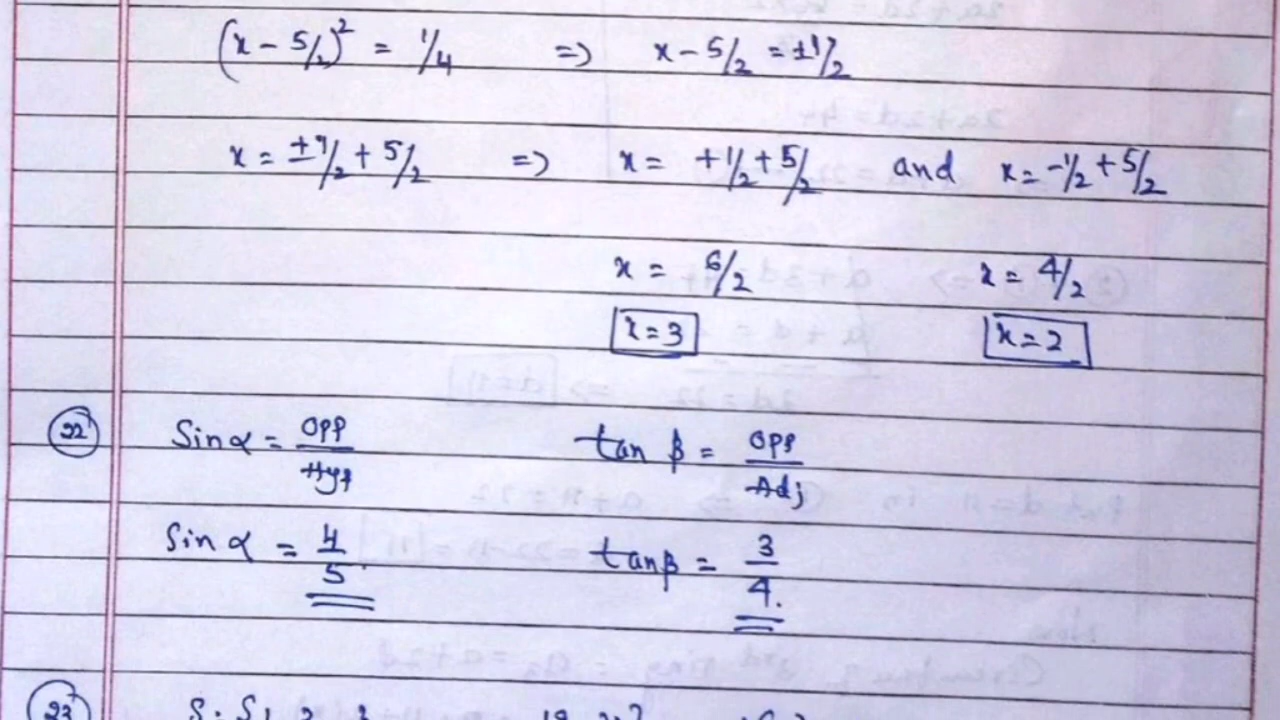 (x - 5/2)² = 1/4 => x - 5/2 = ±1/2
x = ±1/2 + 5/2 => x = +1/2 + 5/2 and x = -1/2 + 5/2
x = 6/2 x = 4/2
x = 3 x = 2
22 Sin α = opp/Hyp tan β = opp/Adj
Sin α = 4/5 tan β = 3/4.
23